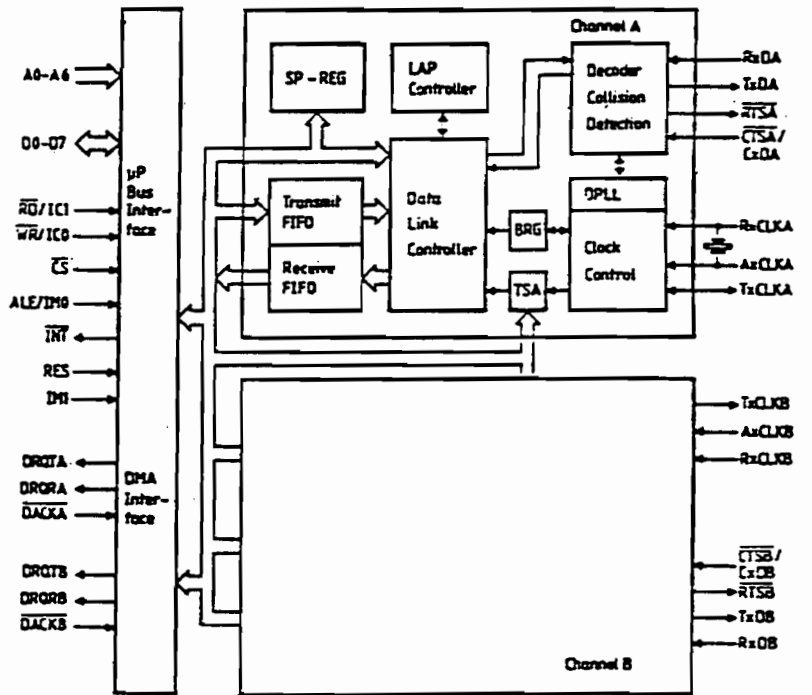 A0-A6
D0-D7
RD/IC1
WR/IC0
CS
ALE/IM0
INT
RES
IM1
DRQTA
DRQRA
DACKA
DRQTB
DRQRB
DACKB
µP
Bus
Inter-
face
DMA
Inter-
face
Channel A
SP-REG
LAP
Controller
Decoder
Collision
Detection
Transmit
FIFO
Receive
FIFO
Data
Link
Controller
BRG
TSA
DPLL
Clock
Control
RxDA
TxDA
RTSA
CTSA/
CxDA
RxCLKA
AxCLKA
TxCLKA
TxCLKB
AxCLKB
RxCLKB
CTSB/
CxDB
RTSB
TxDB
RxDB
Channel B